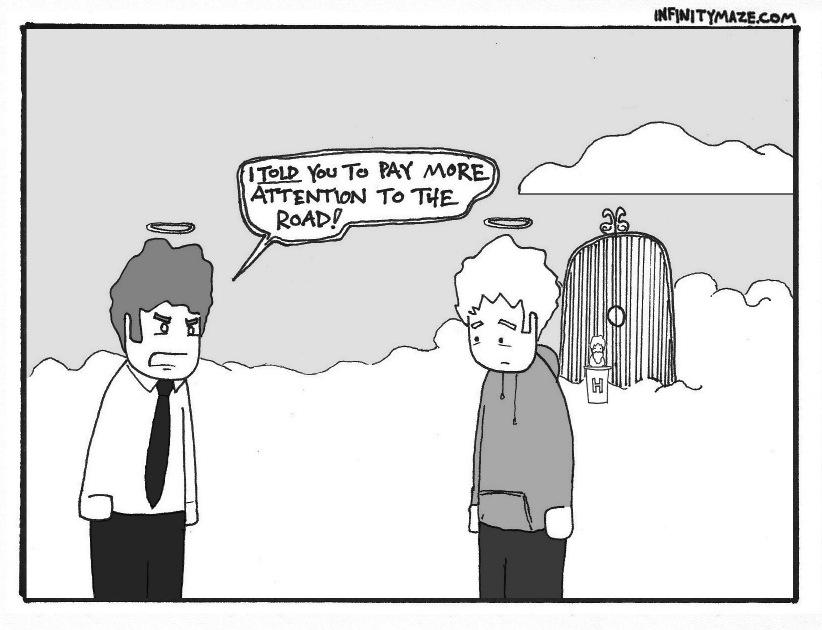 INFINITYMAZE.COM
I TOLD YOU TO PAY MORE
ATTENTION TO THE
ROAD!
H